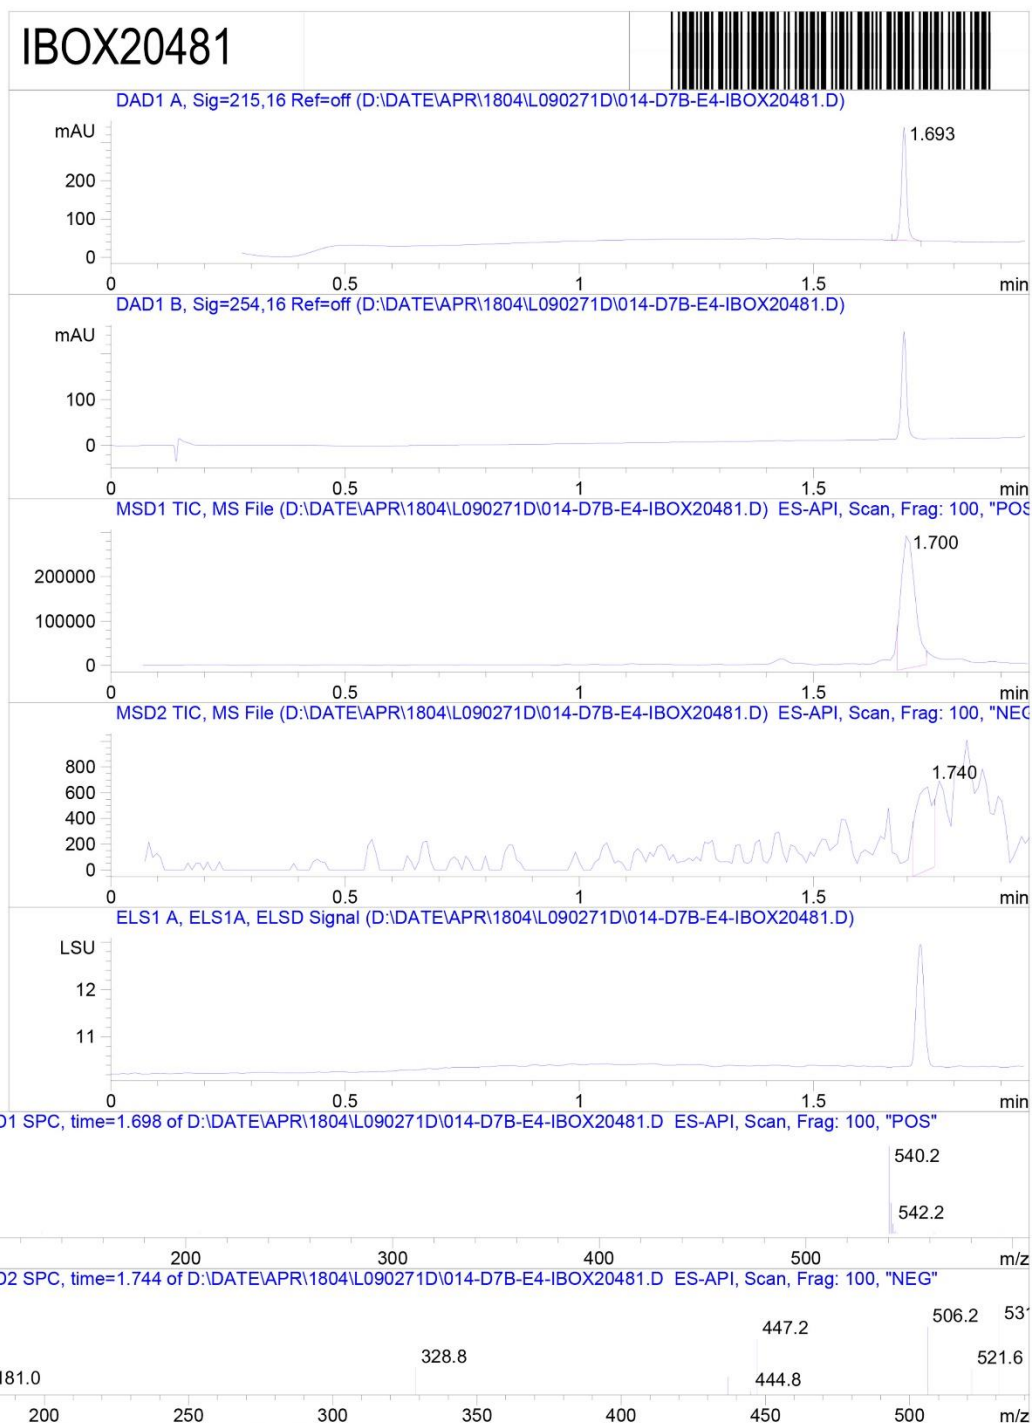 IBOX20481
DAD1 A, Sig=215,16 Ref=off (D:\DATE\APR\1804\L090271D\014-D7B-E4-IBOX20481.D)
mAU
1.693
200
100
0
0 0.5 1 1.5 min
DAD1 B, Sig=254,16 Ref=off (D:\DATE\APR\1804\L090271D\014-D7B-E4-IBOX20481.D)
mAU
100
0
0 0.5 1 1.5 min
MSD1 TIC, MS File (D:\DATE\APR\1804\L090271D\014-D7B-E4-IBOX20481.D) ES-API, Scan, Frag: 100, "POS
1.700
200000
100000
0
0 0.5 1 1.5 min
MSD2 TIC, MS File (D:\DATE\APR\1804\L090271D\014-D7B-E4-IBOX20481.D) ES-API, Scan, Frag: 100, "NEG
800
1.740
600
400
200
0
0 0.5 1 1.5 min
ELS1 A, ELS1A, ELSD Signal (D:\DATE\APR\1804\L090271D\014-D7B-E4-IBOX20481.D)
LSU
12
11
0 0.5 1 1.5 min
D1 SPC, time=1.698 of D:\DATE\APR\1804\L090271D\014-D7B-E4-IBOX20481.D ES-API, Scan, Frag: 100, "POS"
540.2
542.2
200 300 400 500 m/z
D2 SPC, time=1.744 of D:\DATE\APR\1804\L090271D\014-D7B-E4-IBOX20481.D ES-API, Scan, Frag: 100, "NEG"
506.2 531
447.2
328.8 521.6
181.0 444.8
200 250 300 350 400 450 500 m/z